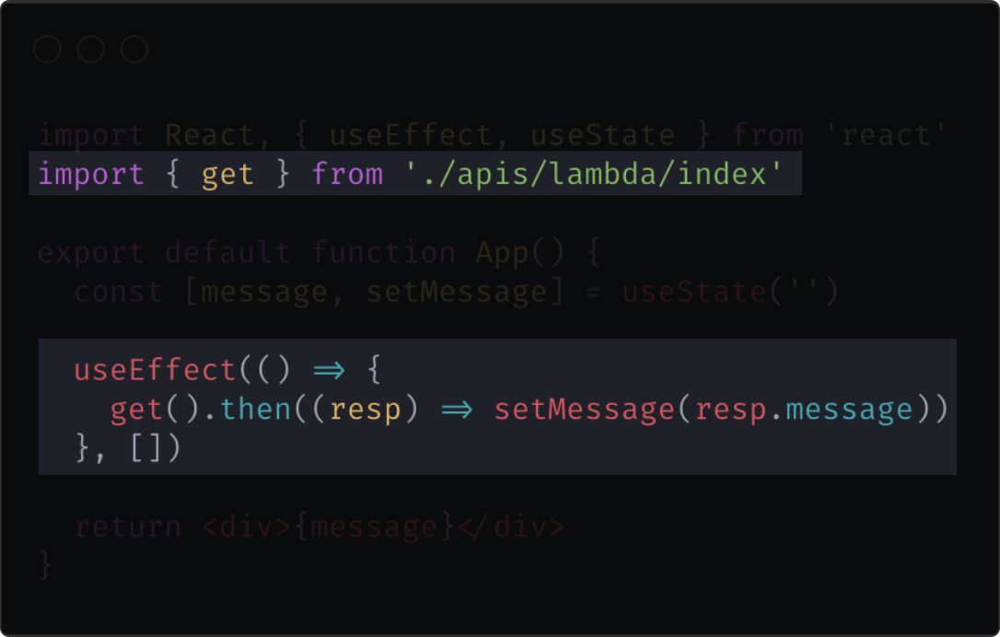 import React, { useEffect, useState } from 'react'
import { get } from './apis/lambda/index'
export default function App() {
const [message, setMessage] = useState('')
useEffect(() => {
get().then((resp) => setMessage(resp.message))
}, [])
return <div>{message}</div>
}